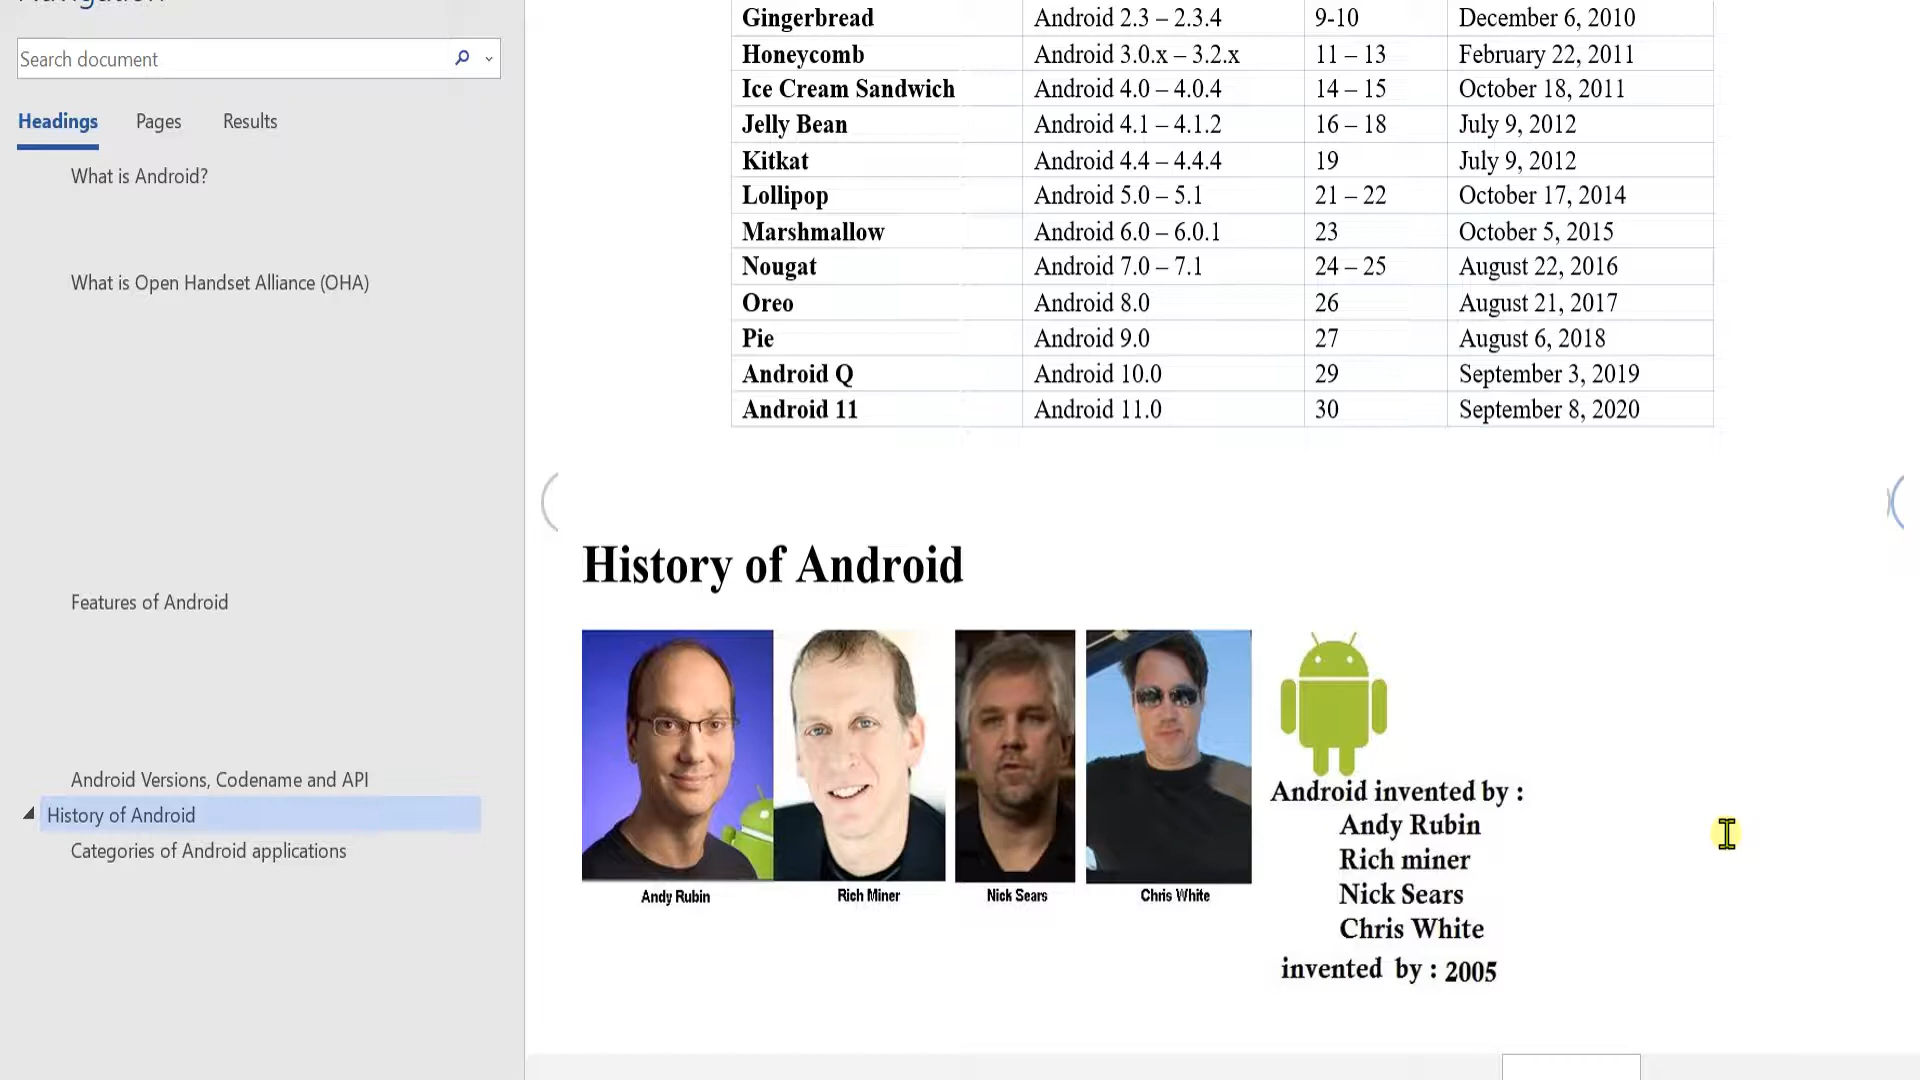 Search document
Headings Pages Results
What is Android?
What is Open Handset Alliance (OHA)
Features of Android
Android Versions, Codename and API
History of Android
Categories of Android applications
Gingerbread Android 2.3 – 2.3.4 9-10 December 6, 2010
Honeycomb Android 3.0.x – 3.2.x 11 – 13 February 22, 2011
Ice Cream Sandwich Android 4.0 – 4.0.4 14 – 15 October 18, 2011
Jelly Bean Android 4.1 – 4.1.2 16 – 18 July 9, 2012
Kitkat Android 4.4 – 4.4.4 19 July 9, 2012
Lollipop Android 5.0 – 5.1 21 – 22 October 17, 2014
Marshmallow Android 6.0 – 6.0.1 23 October 5, 2015
Nougat Android 7.0 – 7.1 24 – 25 August 22, 2016
Oreo Android 8.0 26 August 21, 2017
Pie Android 9.0 27 August 6, 2018
Android Q Android 10.0 29 September 3, 2019
Android 11 Android 11.0 30 September 8, 2020
History of Android
Andy Rubin Rich Miner Nick Sears Chris White
Android invented by :
Andy Rubin
Rich miner
Nick Sears
Chris White
invented by : 2005